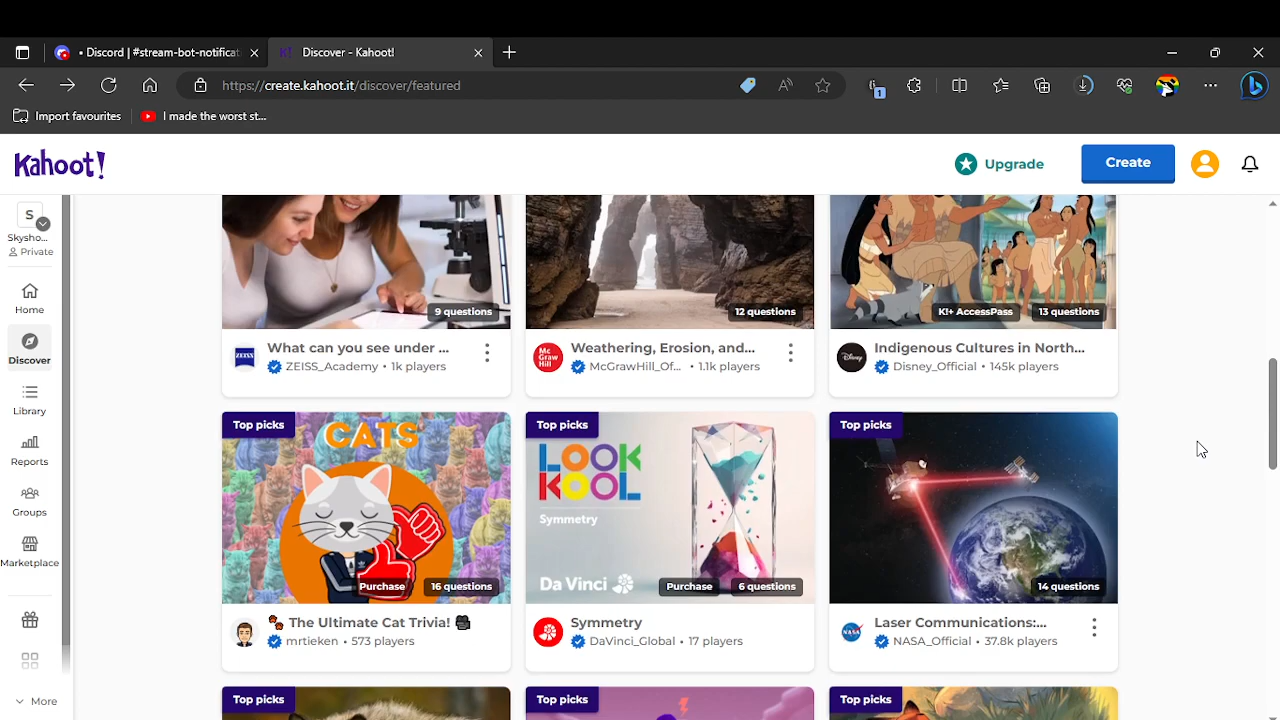 • Discord | #stream-bot-notificat
Discover - Kahoot!
https://create.kahoot.it/discover/featured
1
Import favourites
I made the worst st...
Kahoot!
Upgrade
Create
S
Skysho...
Private
Home
Discover
Library
Reports
Groups
Marketplace
More
9 questions
12 questions
K!+ AccessPass
13 questions
ZEISS
What can you see under ...
ZEISS_Academy • 1k players
Mc Graw Hill
Weathering, Erosion, and...
McGrawHill_Of... • 1.1k players
Disney
Indigenous Cultures in North...
Disney_Official • 145k players
Top picks
CATS
Purchase
16 questions
Top picks
LOOK
KOOL
Symmetry
Da Vinci
Purchase
6 questions
Top picks
14 questions
The Ultimate Cat Trivia!
mrtieken • 573 players
Symmetry
DaVinci_Global • 17 players
NASA
Laser Communications:...
NASA_Official • 37.8k players
Top picks
Top picks
Top picks